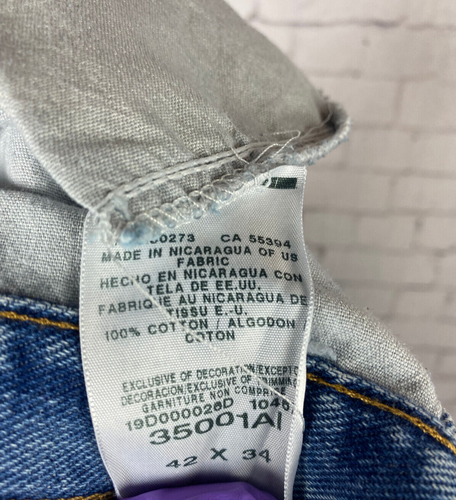 CA 55394
MADE IN NICARAGUA OF US
FABRIC
HECHO EN NICARAGUA CON
TELA DE EE.UU.
FABRIQUE AU NICARAGUA DE
TISSU E.-U.
100% COTTON / ALGODON /
COTON
EXCLUSIVE OF DECORATION/EXCEPTO
DECORACION/EXCLUSIVE OF TRIMMING
GARNITURE NON COMPRISE
35001AI
42 X 34